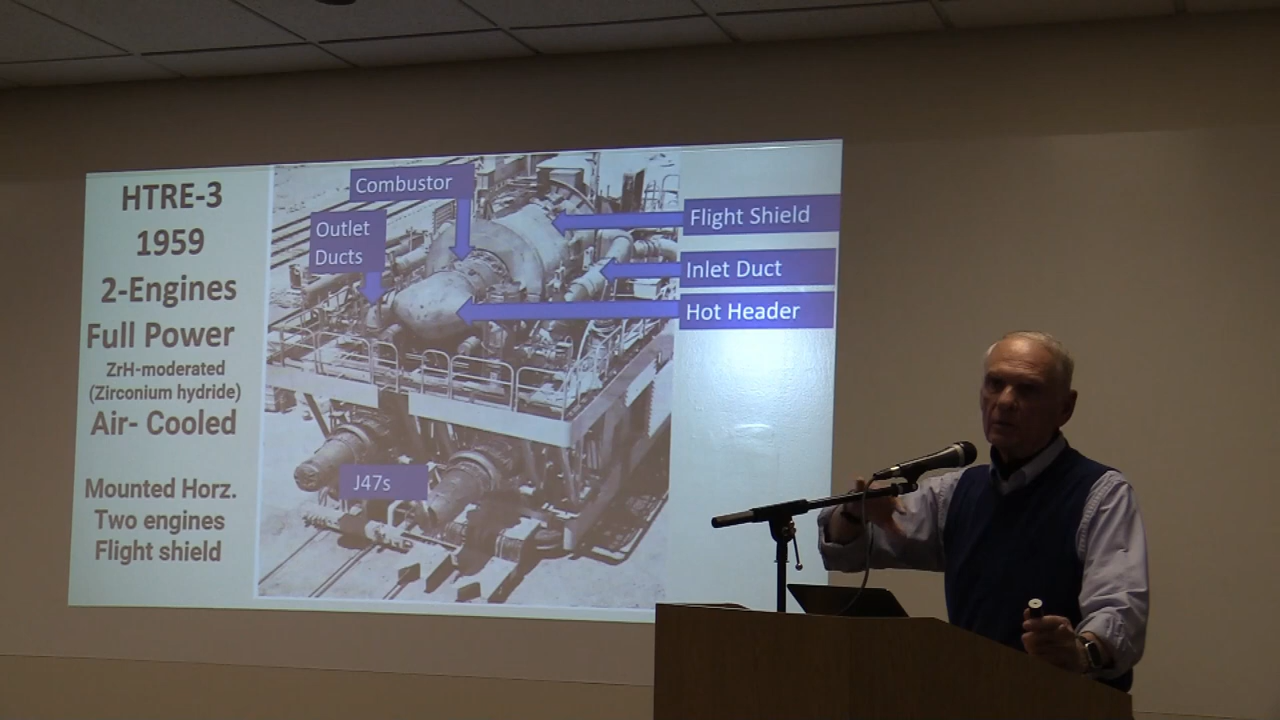 HTRE-3
1959
2-Engines
Full Power
ZrH-moderated
(Zirconium hydride)
Air- Cooled
Mounted Horz.
Two engines
Flight shield
Combustor
Outlet
Ducts
Flight Shield
Inlet Duct
Hot Header
J47s